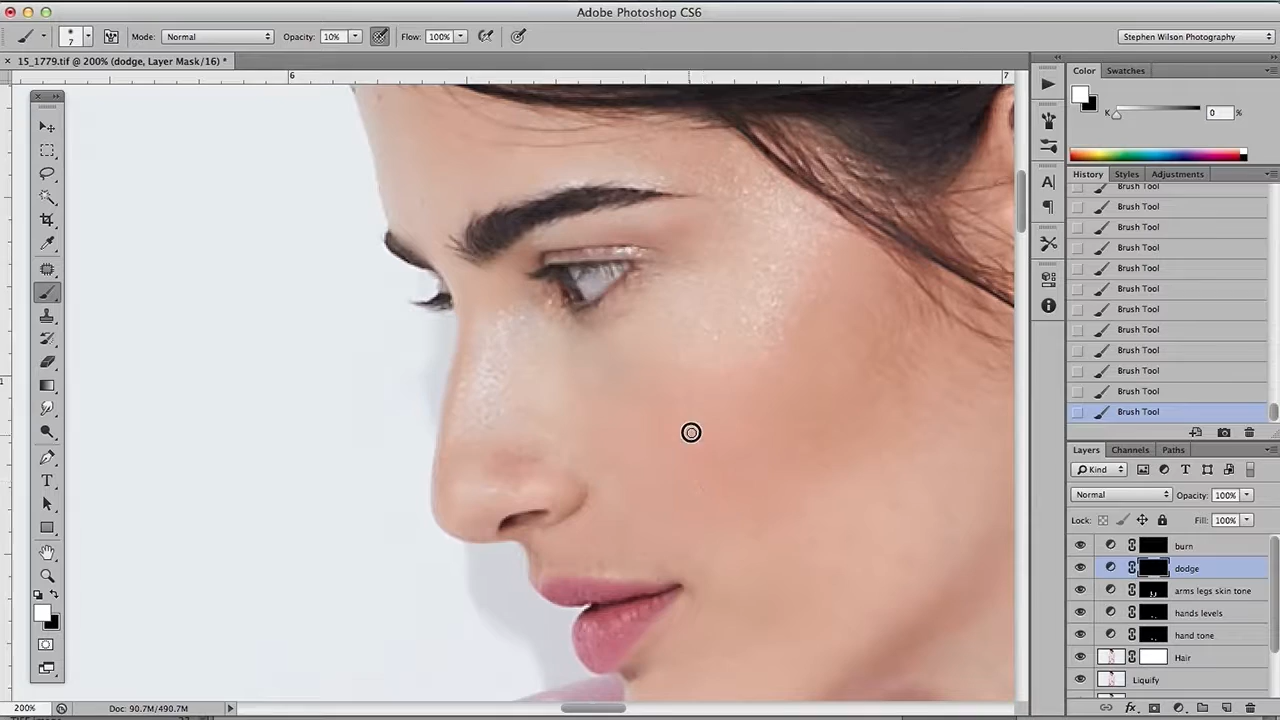 Adobe Photoshop CS6
7 Mode: Normal Opacity: 10% Flow: 100% Stephen Wilson Photography
15_1779.tif @ 200% (dodge, Layer Mask/16) *
6 7
Color Swatches
K 0 %
History Styles Adjustments
Brush Tool
Brush Tool
Brush Tool
Brush Tool
Brush Tool
Brush Tool
Brush Tool
Brush Tool
Brush Tool
Brush Tool
Brush Tool
Brush Tool
Layers Channels Paths
Kind
Normal Opacity: 100%
Lock: Fill: 100%
burn
dodge
arms legs skin tone
hands levels
hand tone
Hair
Liquify
200% Doc: 90.7M/490.7M